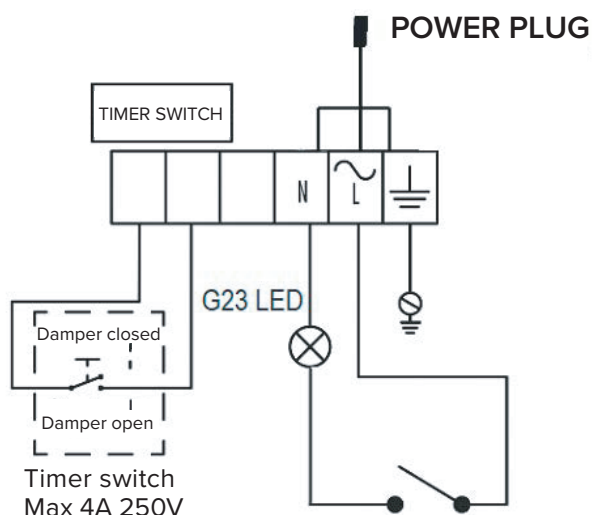 POWER PLUG
TIMER SWITCH
N
L
G23 LED
Damper closed
Damper open
Timer switch
Max 4A 250V